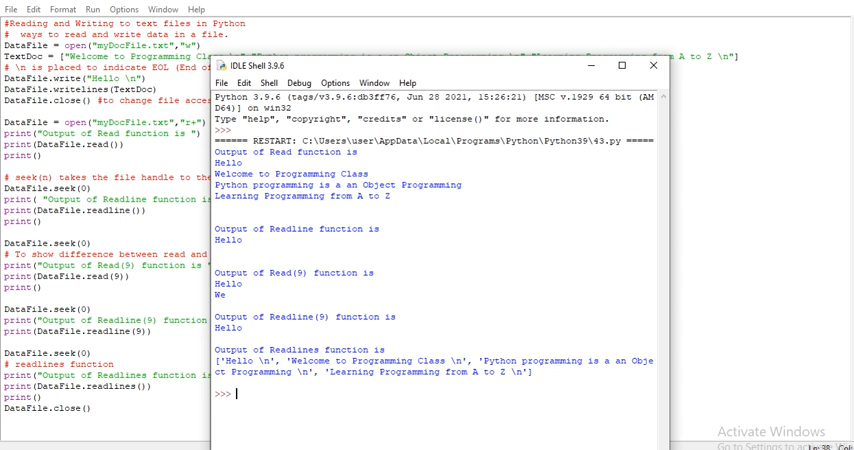 File Edit Format Run Options Window Help
#Reading and Writing to text files in Python
# ways to read and write data in a file.
DataFile = open("myDocFile.txt","w")
TextDoc = ["Welcome to Programming Cla
m A to Z \n"]
# \n is placed to indicate EOL (End of
DataFile.write("Hello \n")
DataFile.writelines(TextDoc)
DataFile.close() #to change file acce
DataFile = open("myDocFile.txt","r+")
print("Output of Read function is ")
print(DataFile.read())
print()
# seek(n) takes the file handle to the
DataFile.seek(0)
print( "Output of Readline function is
print(DataFile.readline())
print()
DataFile.seek(0)
# To show difference between read and
print("Output of Read(9) function is "
print(DataFile.read(9))
print()
DataFile.seek(0)
print("Output of Readline(9) function
print(DataFile.readline(9))
DataFile.seek(0)
# readlines function
print("Output of Readlines function is
print(DataFile.readlines())
print()
DataFile.close()
IDLE Shell 3.9.6
File Edit Shell Debug Options Window Help
Python 3.9.6 (tags/v3.9.6:db3ff76, Jun 28 2021, 15:26:21) [MSC v.1929 64 bit (AM
D64)] on win32
Type "help", "copyright", "credits" or "license()" for more information.
>>>
====== RESTART: C:\Users\user\AppData\Local\Programs\Python\Python39\43.py =====
Output of Read function is
Hello
Welcome to Programming Class
Python programming is a an Object Programming
Learning Programming from A to Z
Output of Readline function is
Hello
Output of Read(9) function is
Hello
We
Output of Readline(9) function is
Hello
Output of Readlines function is
['Hello \n', 'Welcome to Programming Class \n', 'Python programming is a an Obje
ct Programming \n', 'Learning Programming from A to Z \n']
>>>
Activate Windows
Go to Settings to
Ln: 38 Col: